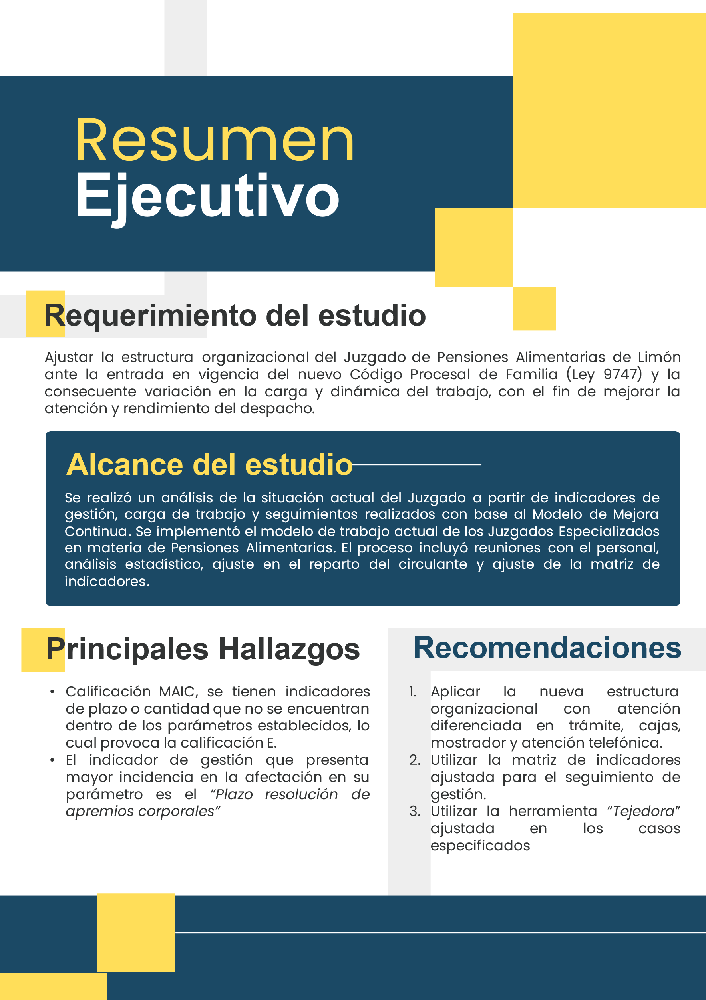 Resumen
Ejecutivo
Requerimiento del estudio
Ajustar la estructura organizacional del Juzgado de Pensiones Alimentarias de Limón
ante la entrada en vigencia del nuevo Código Procesal de Familia (Ley 9747) y la
consecuente variación en la carga y dinámica del trabajo, con el fin de mejorar la
atención y rendimiento del despacho.
Alcance del estudio
Se realizó un análisis de la situación actual del Juzgado a partir de indicadores de
gestión, carga de trabajo y seguimientos realizados con base al Modelo de Mejora
Continua. Se implementó el modelo de trabajo actual de los Juzgados Especializados
en materia de Pensiones Alimentarias. El proceso incluyó reuniones con el personal,
análisis estadístico, ajuste en el reparto del circulante y ajuste de la matriz de
indicadores.
Principales Hallazgos
• Calificación MAIC, se tienen indicadores
de plazo o cantidad que no se encuentran
dentro de los parámetros establecidos, lo
cual provoca la calificación E.
• El indicador de gestión que presenta
mayor incidencia en la afectación en su
parámetro es el “Plazo resolución de
apremios corporales”
Recomendaciones
1. Aplicar la nueva estructura
organizacional con atención
diferenciada en trámite, cajas,
mostrador y atención telefónica.
2. Utilizar la matriz de indicadores
ajustada para el seguimiento de
gestión.
3. Utilizar la herramienta “Tejedora”
ajustada en los casos
especificados